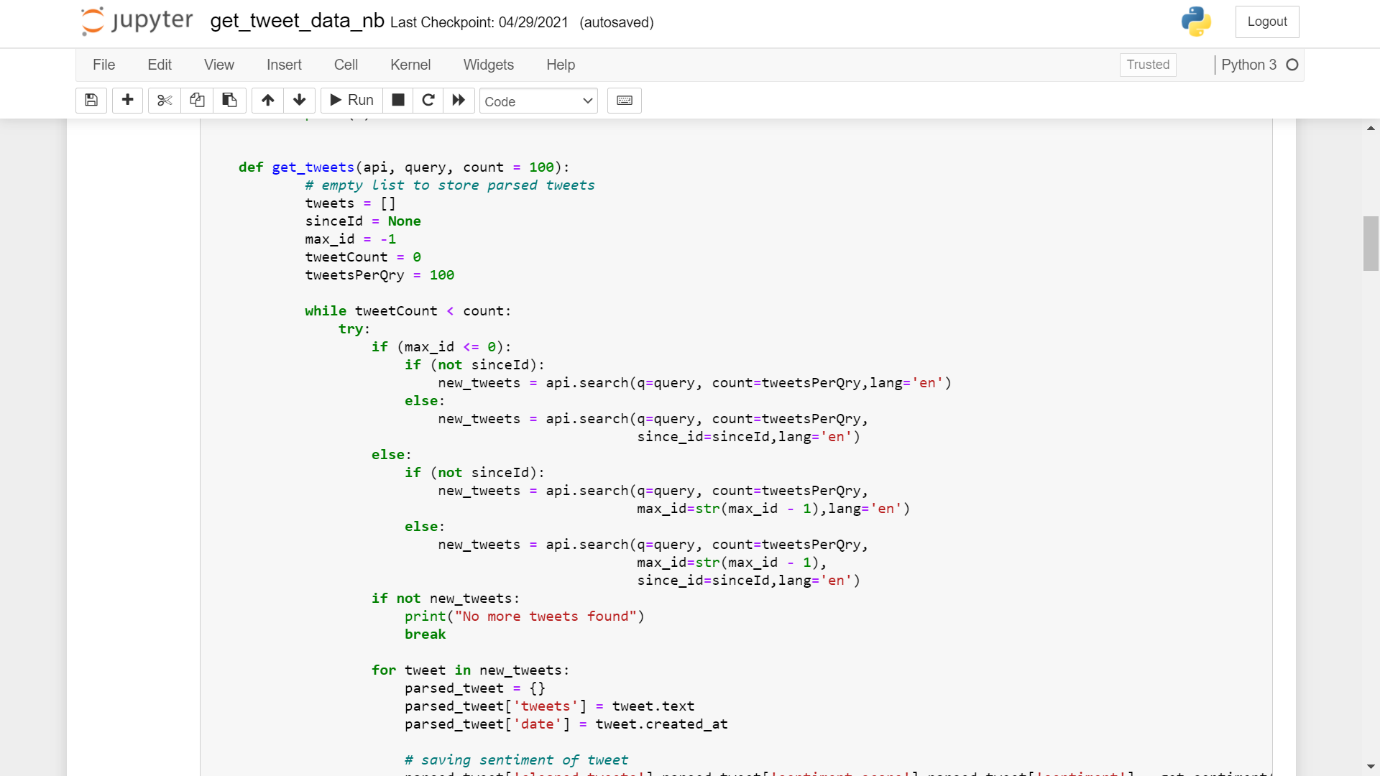 jupyter get_tweet_data_nb Last Checkpoint: 04/29/2021 (autosaved)
Logout
File Edit View Insert Cell Kernel Widgets Help Trusted Python 3
Run Code
def get_tweets(api, query, count = 100):
# empty list to store parsed tweets
tweets = []
sinceId = None
max_id = -1
tweetCount = 0
tweetsPerQry = 100
while tweetCount < count:
try:
if (max_id <= 0):
if (not sinceId):
new_tweets = api.search(q=query, count=tweetsPerQry,lang='en')
else:
new_tweets = api.search(q=query, count=tweetsPerQry,
since_id=sinceId,lang='en')
else:
if (not sinceId):
new_tweets = api.search(q=query, count=tweetsPerQry,
max_id=str(max_id - 1),lang='en')
else:
new_tweets = api.search(q=query, count=tweetsPerQry,
max_id=str(max_id - 1),
since_id=sinceId,lang='en')
if not new_tweets:
print("No more tweets found")
break
for tweet in new_tweets:
parsed_tweet = {}
parsed_tweet['tweets'] = tweet.text
parsed_tweet['date'] = tweet.created_at
# saving sentiment of tweet